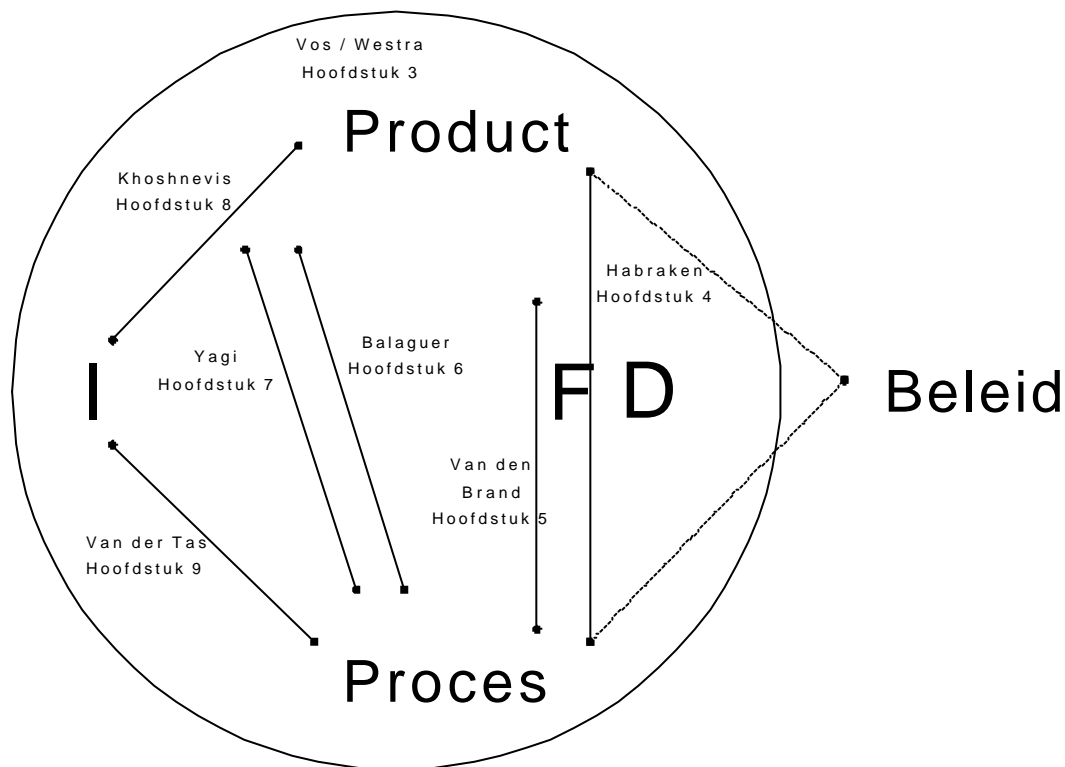 Vos / Westra
Hoofdstuk 3
Product
Khoshnevis
Hoofdstuk 8
Habraken
Hoofdstuk 4
Yagi
Hoofdstuk 7
Balaguer
Hoofdstuk 6
I
F D
Beleid
Van den
Brand
Hoofdstuk 5
Van der Tas
Hoofdstuk 9
Proces